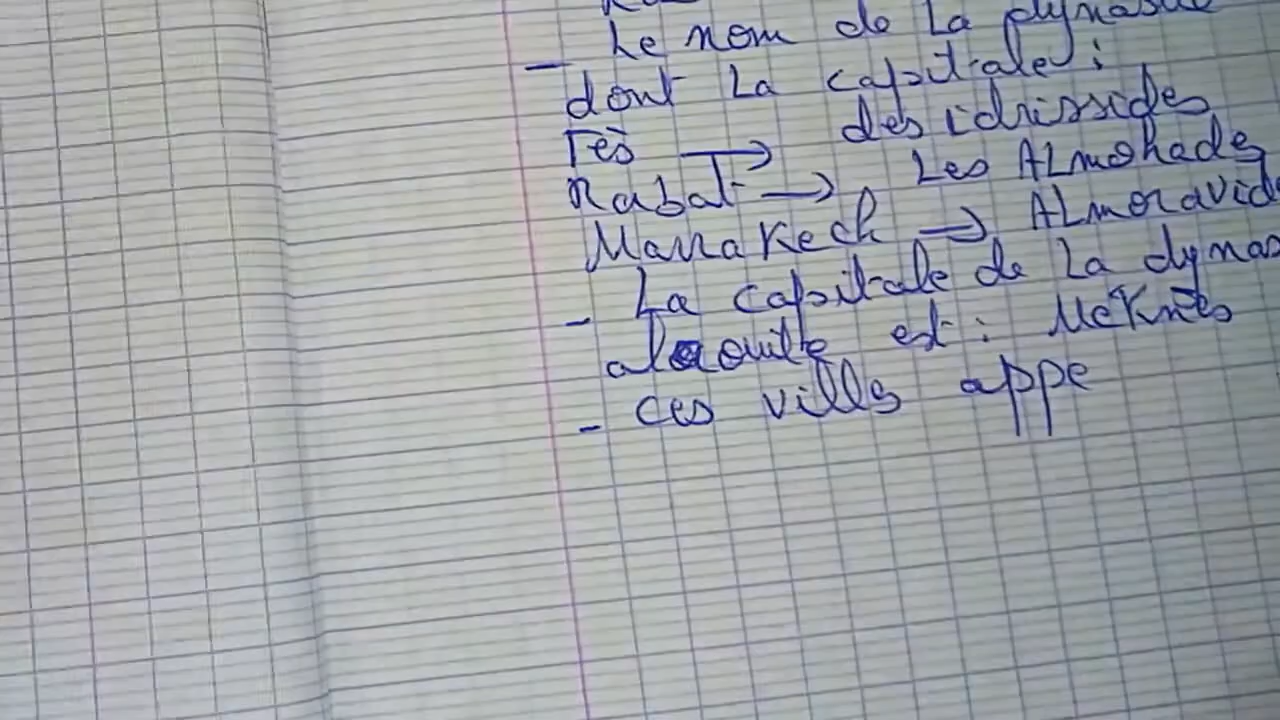 - Le nom de La dynastie
dont La capitale :
Fès → des idrissides
Rabat → Les ALmohades
Marrakech → ALmoravid
- La capitale de La dynas
alaouite est : Meknès
- ces vills appe